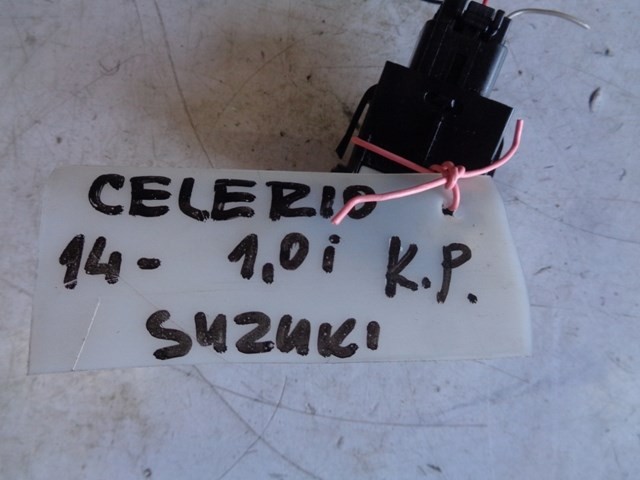 CELERIO
14- 1,0i K.P.
SUZUKI